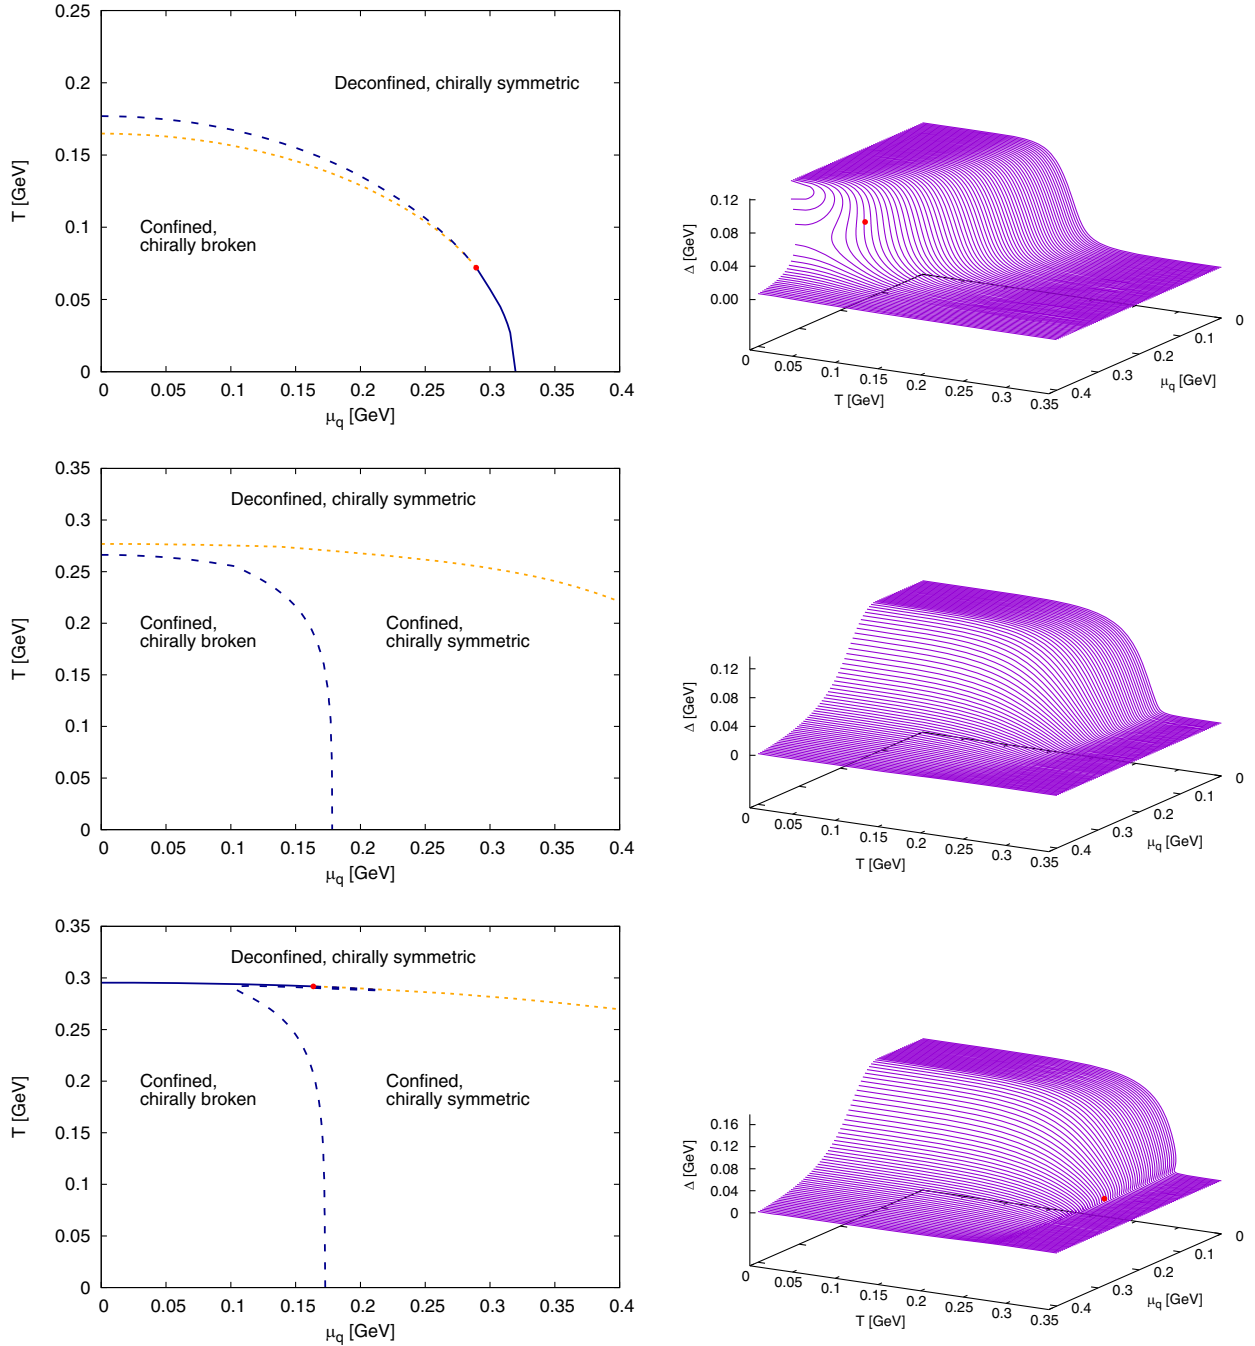 0.25
0.2
0.15
0.1
0.05
0
T [GeV]
Deconfined, chirally symmetric
Confined,
chirally broken
0 0.05 0.1 0.15 0.2 0.25 0.3 0.35 0.4
μq [GeV]
0.12
0.08
0.04
0.00
Δ [GeV]
0 0.05 0.1 0.15 0.2 0.25 0.3 0.35
T [GeV]
0.4 0.3 0.2 0.1 0
μq [GeV]
0.35
0.3
0.25
0.2
0.15
0.1
0.05
0
T [GeV]
Deconfined, chirally symmetric
Confined,
chirally broken
Confined,
chirally symmetric
0 0.05 0.1 0.15 0.2 0.25 0.3 0.35 0.4
μq [GeV]
0.12
0.08
0.04
0
Δ [GeV]
0 0.05 0.1 0.15 0.2 0.25 0.3 0.35
T [GeV]
0.4 0.3 0.2 0.1 0
μq [GeV]
0.35
0.3
0.25
0.2
0.15
0.1
0.05
0
T [GeV]
Deconfined, chirally symmetric
Confined,
chirally broken
Confined,
chirally symmetric
0 0.05 0.1 0.15 0.2 0.25 0.3 0.35 0.4
μq [GeV]
0.16
0.12
0.08
0.04
0
Δ [GeV]
0 0.05 0.1 0.15 0.2 0.25 0.3 0.35
T [GeV]
0.4 0.3 0.2 0.1 0
μq [GeV]